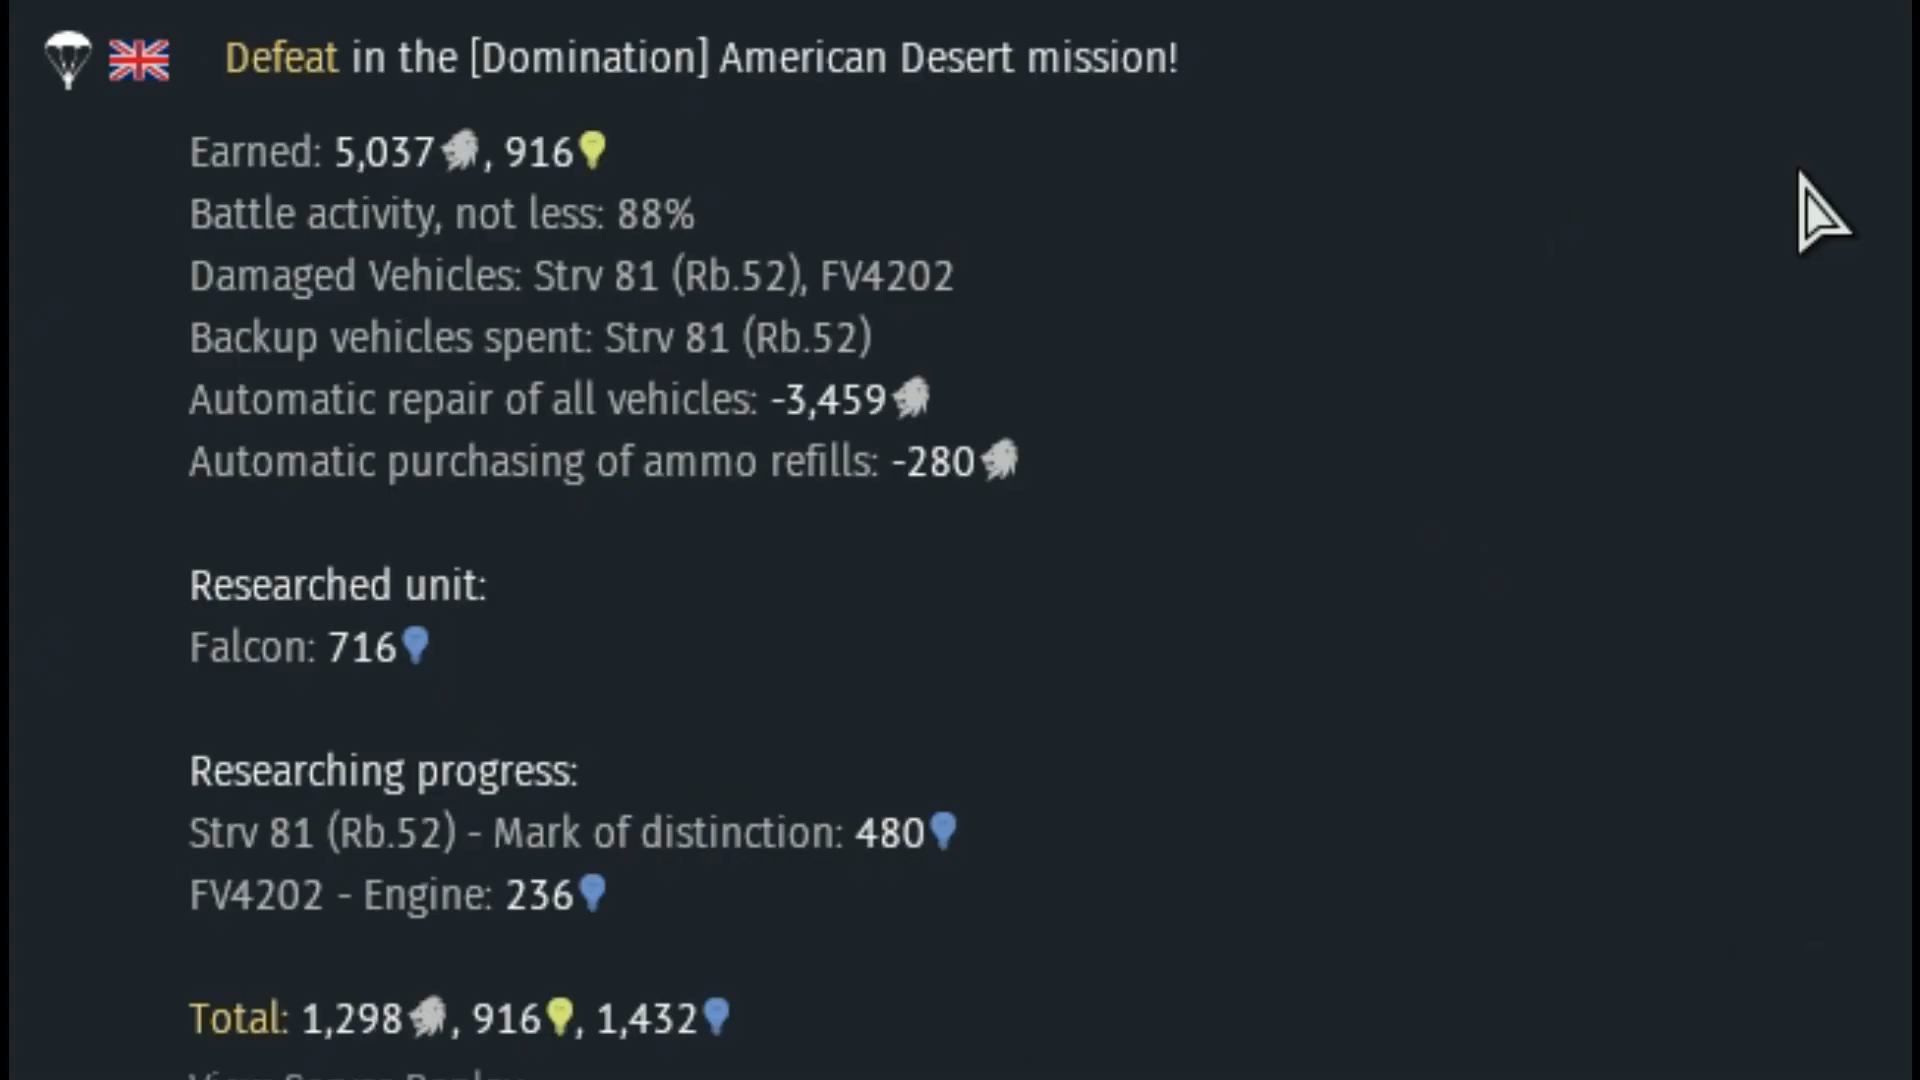 Defeat in the [Domination] American Desert mission!
Earned: 5,037, 916
Battle activity, not less: 88%
Damaged Vehicles: Strv 81 (Rb.52), FV4202
Backup vehicles spent: Strv 81 (Rb.52)
Automatic repair of all vehicles: -3,459
Automatic purchasing of ammo refills: -280
Researched unit:
Falcon: 716
Researching progress:
Strv 81 (Rb.52) - Mark of distinction: 480
FV4202 - Engine: 236
Total: 1,298, 916, 1,432